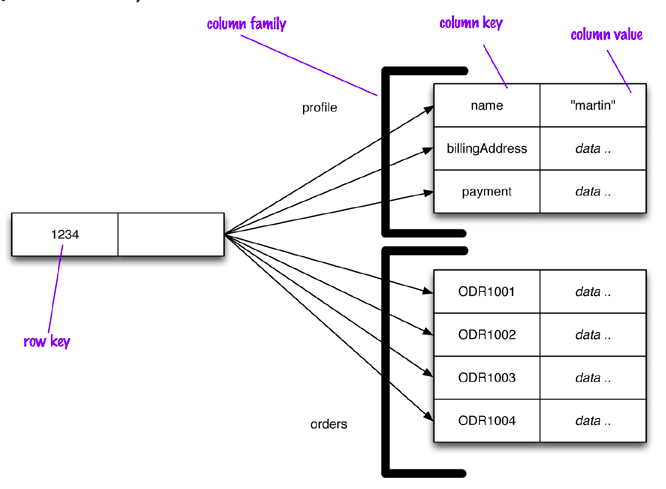 column family
column key
column value
profile
name
"martin"
billingAddress
data ..
payment
data ..
1234
row key
ODR1001
data ..
ODR1002
data ..
ODR1003
data ..
ODR1004
data ..
orders